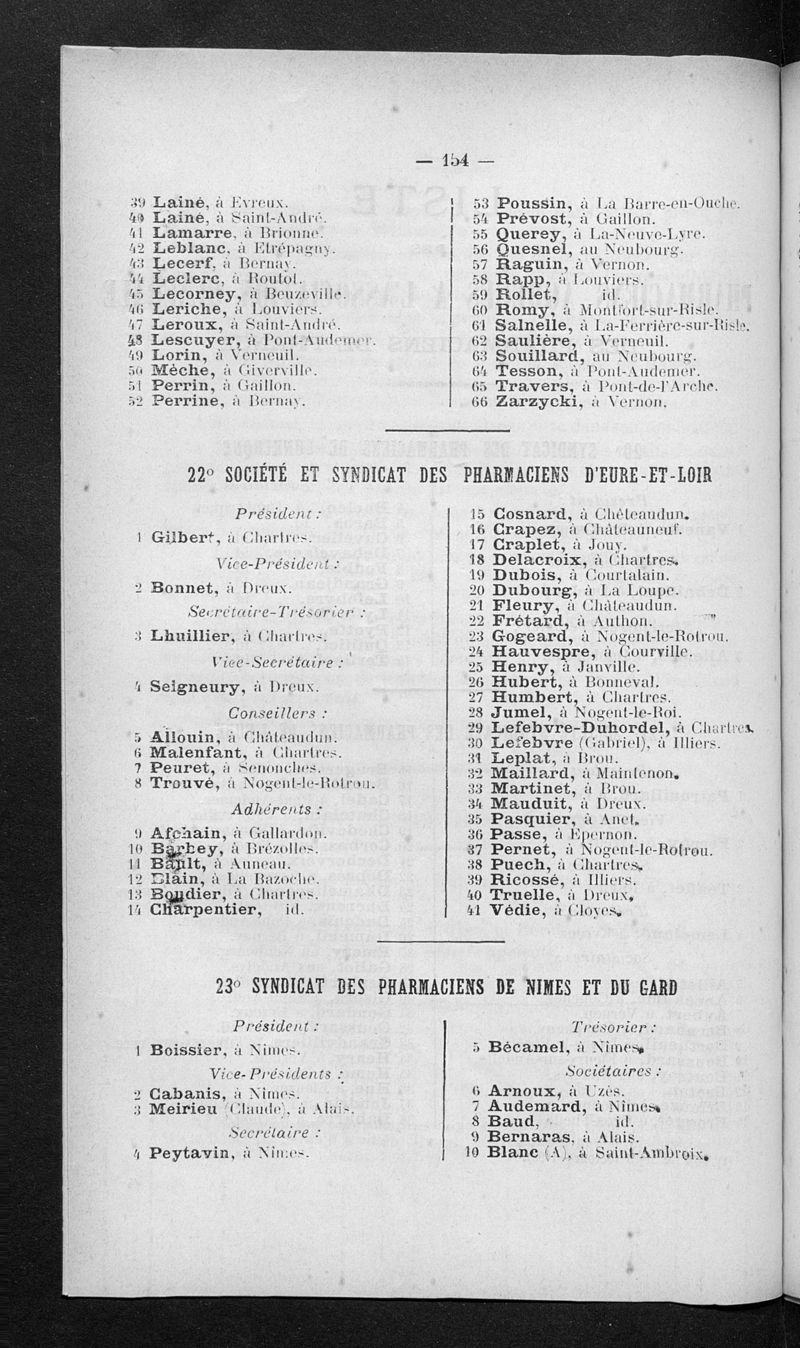 — 154 —
39 Lainé, à Evreux.
40 Lainé, à Saint-André.
41 Lamarre, à Brionne.
42 Leblanc, à Etrépagny.
43 Lecerf, à Bernay.
44 Leclerc, à Routot.
45 Lecorney, à Beuzeville.
46 Leriche, à Louviers.
47 Leroux, à Saint-André.
48 Lescuyer, à Pont-Audemer.
49 Lorin, à Verneuil.
50 Mèche, à Giverville.
51 Perrin, à Gaillon.
52 Perrine, à Bernay.
53 Poussin, à La Barre-en-Ouche.
54 Prévost, à Gaillon.
55 Querey, à La-Neuve-Lyre.
56 Quesnel, au Neubourg.
57 Raguin, à Vernon.
58 Rapp, à Louviers.
59 Rollet, id.
60 Romy, à Montfort-sur-Risle.
61 Salnelle, à La-Ferrière-sur-Risle.
62 Saulière, à Verneuil.
63 Souillard, au Neubourg.
64 Tesson, à Pont-Audemer.
65 Travers, à Pont-de-l'Arche.
66 Zarzycki, à Vernon.
22° SOCIÉTÉ ET SYNDICAT DES PHARMACIENS D'EURE-ET-LOIR
Président :
1 Gilbert, à Chartres.
Vice-Président :
2 Bonnet, à Dreux.
Secrétaire-Trésorier :
3 Lhuillier, à Chartres.
Vice-Secrétaire :
4 Seigneury, à Dreux.
Conseillers :
5 Allouin, à Châteaudun.
6 Malenfant, à Chartres.
7 Peuret, à Senonches.
8 Trouvé, à Nogent-le-Rotrou.
Adhérents :
9 Afchain, à Gallardon.
10 Barbey, à Brézolles.
11 Bault, à Auneau.
12 Blain, à La Bazoche.
13 Boudier, à Chartres.
14 Charpentier, id.
15 Cosnard, à Châteaudun.
16 Crapez, à Châteauneuf.
17 Craplet, à Jouy.
18 Delacroix, à Chartres.
19 Dubois, à Courtalain.
20 Dubourg, à La Loupe.
21 Fleury, à Châteaudun.
22 Frétard, à Authon.
23 Gogeard, à Nogent-le-Rotrou.
24 Hauvespre, à Courville.
25 Henry, à Janville.
26 Hubert, à Bonneval.
27 Humbert, à Chartres.
28 Jumel, à Nogent-le-Roi.
29 Lefebvre-Duhordel, à Chartres.
30 Lefebvre (Gabriel), à Illiers.
31 Leplat, à Brou.
32 Maillard, à Maintenon.
33 Martinet, à Brou.
34 Mauduit, à Dreux.
35 Pasquier, à Anet.
36 Passe, à Epernon.
37 Pernet, à Nogent-le-Rotrou.
38 Puech, à Chartres.
39 Ricossé, à Illiers.
40 Truelle, à Dreux.
41 Védie, à Cloyes.
23° SYNDICAT DES PHARMACIENS DE NIMES ET DU GARD
Président :
1 Boissier, à Nimes.
Vice-Présidents :
2 Cabanis, à Nimes.
3 Meirieu (Claude), à Alais.
Secrétaire :
4 Peytavin, à Nimes.
Trésorier :
5 Bécamel, à Nimes.
Sociétaires :
6 Arnoux, à Uzès.
7 Audemard, à Nimes.
8 Baud, id.
9 Bernaras, à Alais.
10 Blanc (A), à Saint-Ambroix.